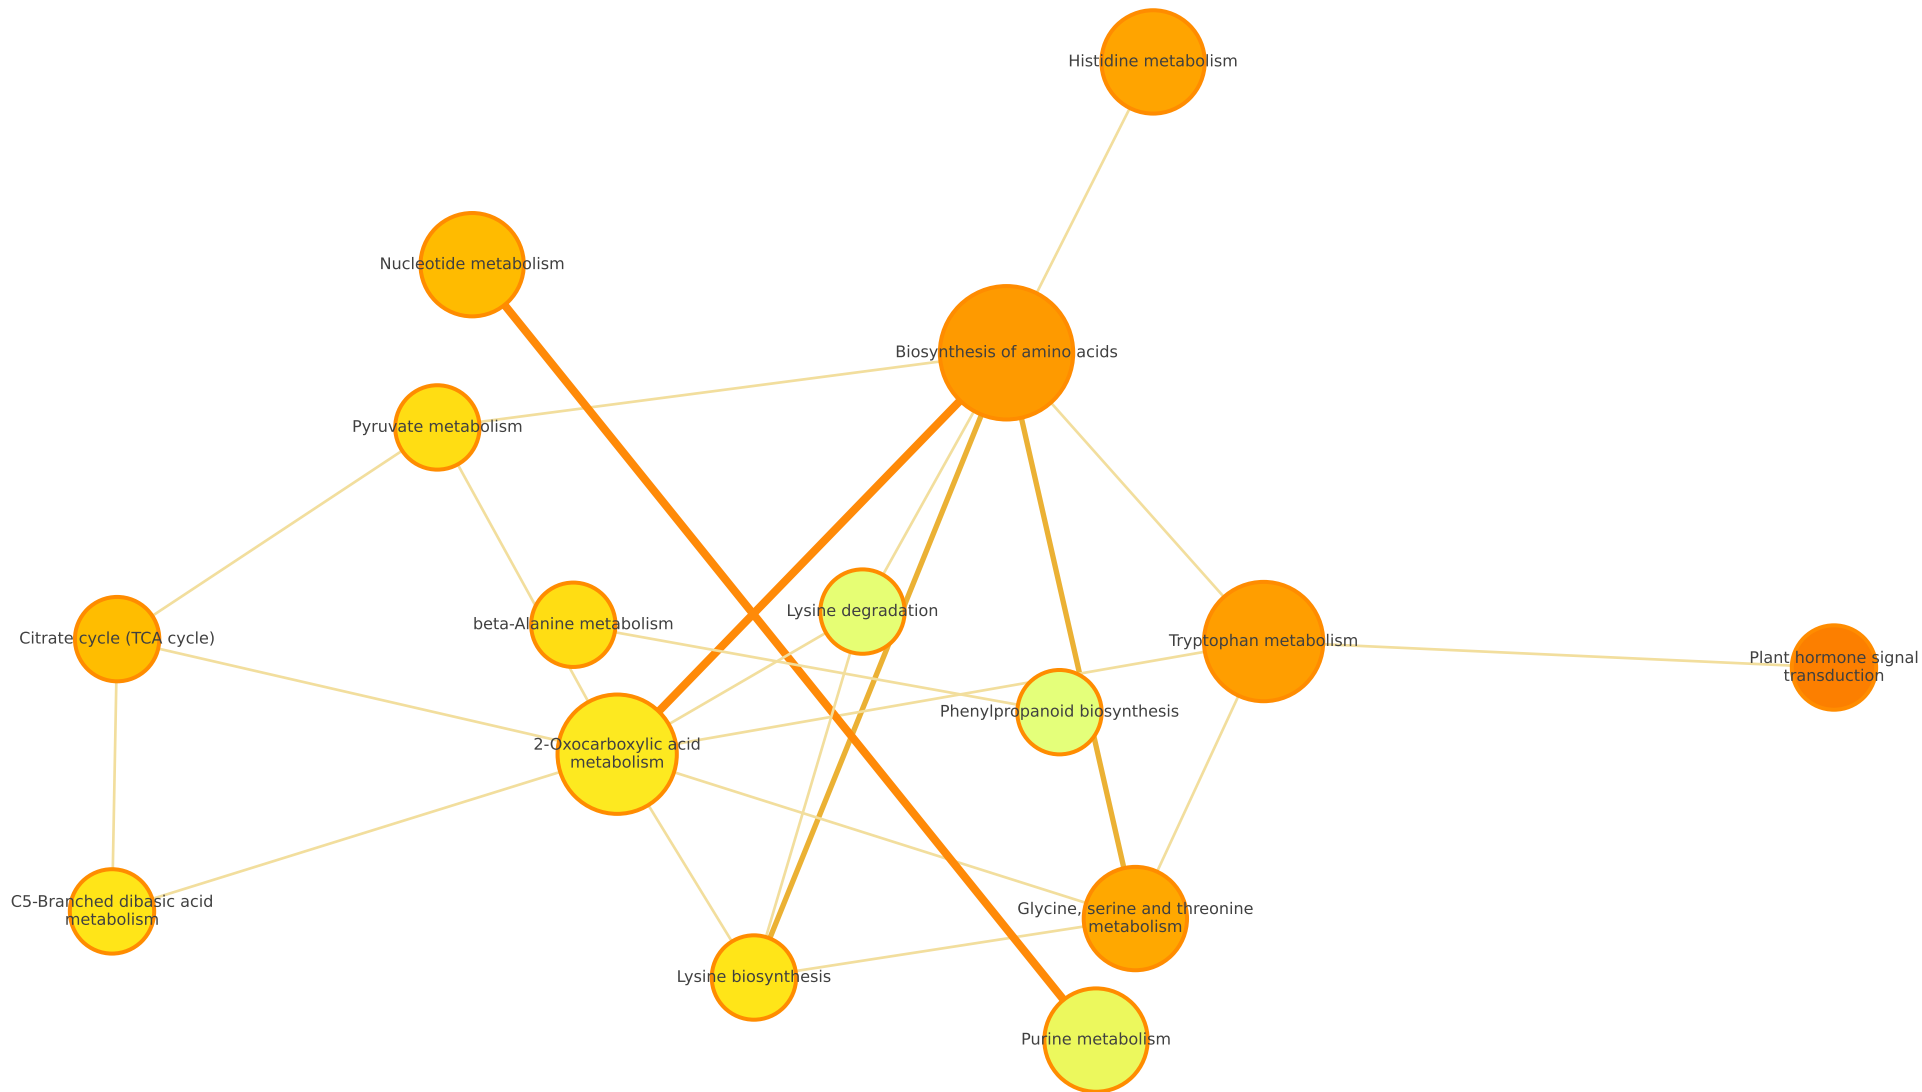 Histidine metabolism
Nucleotide metabolism
Biosynthesis of amino acids
Pyruvate metabolism
Lysine degradation
beta-Alanine metabolism
Citrate cycle (TCA cycle)
Tryptophan metabolism
Plant hormone signal
transduction
Phenylpropanoid biosynthesis
2-Oxocarboxylic acid
metabolism
C5-Branched dibasic acid
metabolism
Glycine, serine and threonine
metabolism
Lysine biosynthesis
Purine metabolism